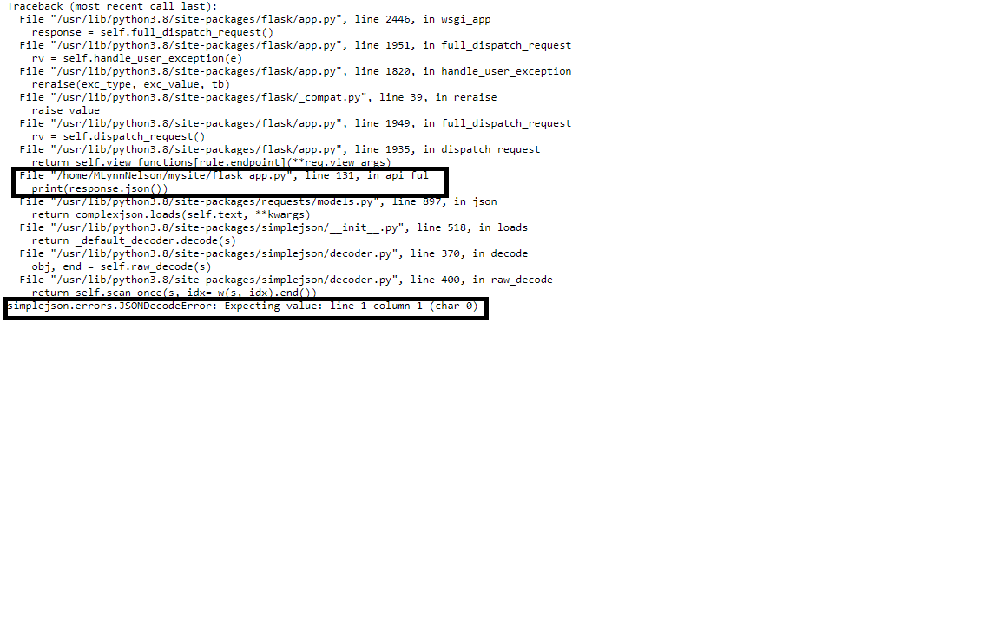 Traceback (most recent call last):
File "/usr/lib/python3.8/site-packages/flask/app.py", line 2446, in wsgi_app
response = self.full_dispatch_request()
File "/usr/lib/python3.8/site-packages/flask/app.py", line 1951, in full_dispatch_request
rv = self.handle_user_exception(e)
File "/usr/lib/python3.8/site-packages/flask/app.py", line 1820, in handle_user_exception
reraise(exc_type, exc_value, tb)
File "/usr/lib/python3.8/site-packages/flask/_compat.py", line 39, in reraise
raise value
File "/usr/lib/python3.8/site-packages/flask/app.py", line 1949, in full_dispatch_request
rv = self.dispatch_request()
File "/usr/lib/python3.8/site-packages/flask/app.py", line 1935, in dispatch_request
return self.view_functions[rule.endpoint](**req.view_args)
File "/home/MLynnNelson/mysite/flask_app.py", line 131, in api_ful
print(response.json())
File "/usr/lib/python3.8/site-packages/requests/models.py", line 897, in json
return complexjson.loads(self.text, **kwargs)
File "/usr/lib/python3.8/site-packages/simplejson/__init__.py", line 518, in loads
return _default_decoder.decode(s)
File "/usr/lib/python3.8/site-packages/simplejson/decoder.py", line 370, in decode
obj, end = self.raw_decode(s)
File "/usr/lib/python3.8/site-packages/simplejson/decoder.py", line 400, in raw_decode
return self.scan_once(s, idx=_w(s, idx).end())
simplejson.errors.JSONDecodeError: Expecting value: line 1 column 1 (char 0)